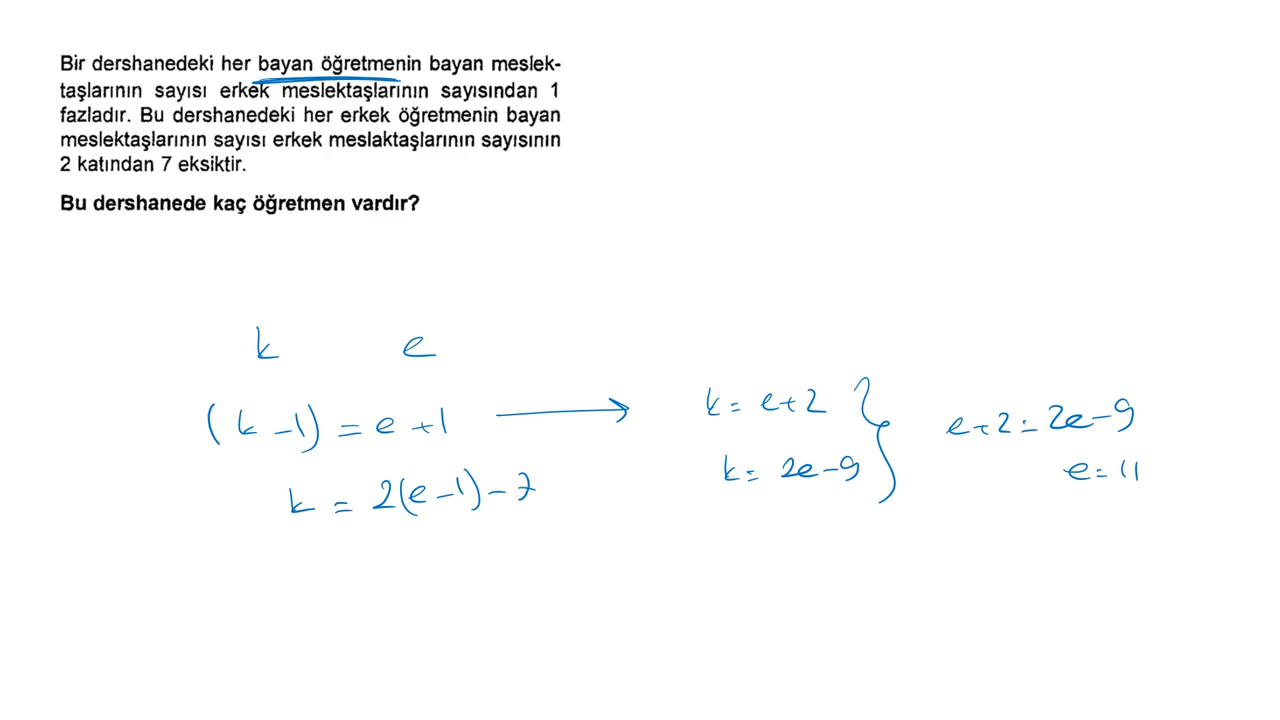 Bir dershanedeki her bayan öğretmenin bayan meslek-
taşlarının sayısı erkek meslektaşlarının sayısından 1
fazladır. Bu dershanedeki her erkek öğretmenin bayan
meslektaşlarının sayısı erkek meslaktaşlarının sayısının
2 katından 7 eksiktir.
Bu dershanede kaç öğretmen vardır?
k e
(k-1) = e+1
k = 2(e-1)-7
k = e+2
k = 2e-9
e+2 = 2e-9
e = 11